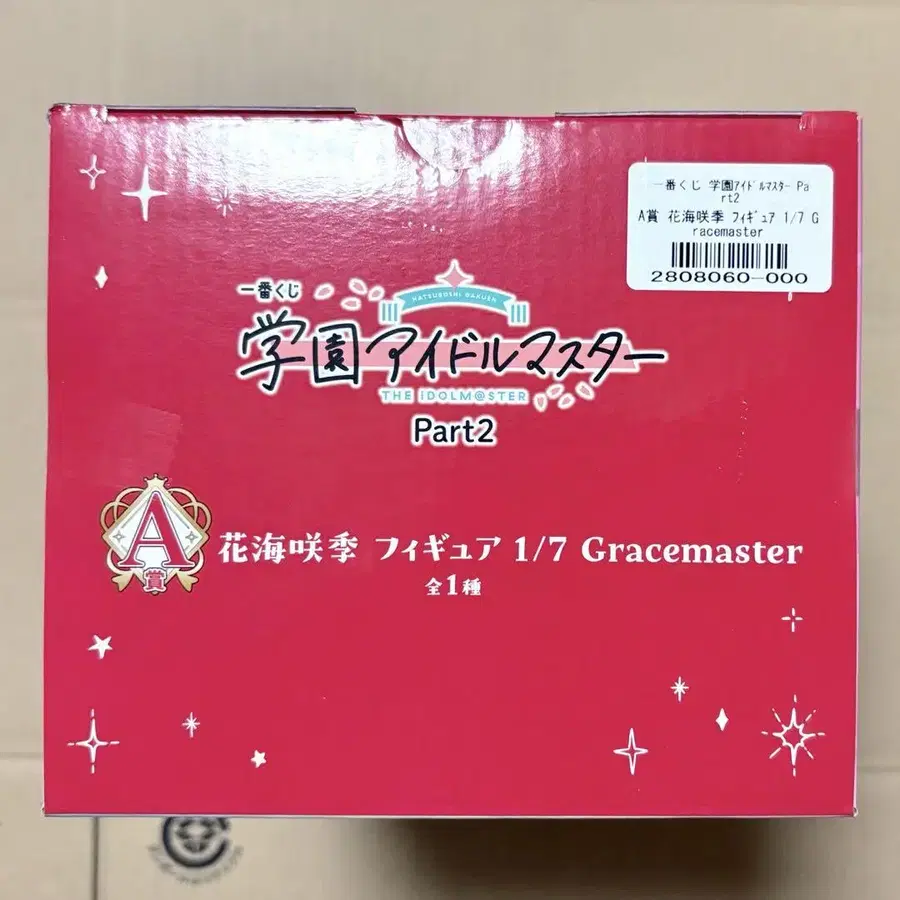 一番くじ 学園アイドルマスター Pa
rt2
A賞 花海咲季 フィギュア 1/7 G
racemaster
2808060-000
一番くじ
HATSUBOSHI GAKUEN
学園アイドルマスター
THE iDOLM@STER
Part2
A賞
花海咲季 フィギュア 1/7 Gracemaster
全1種